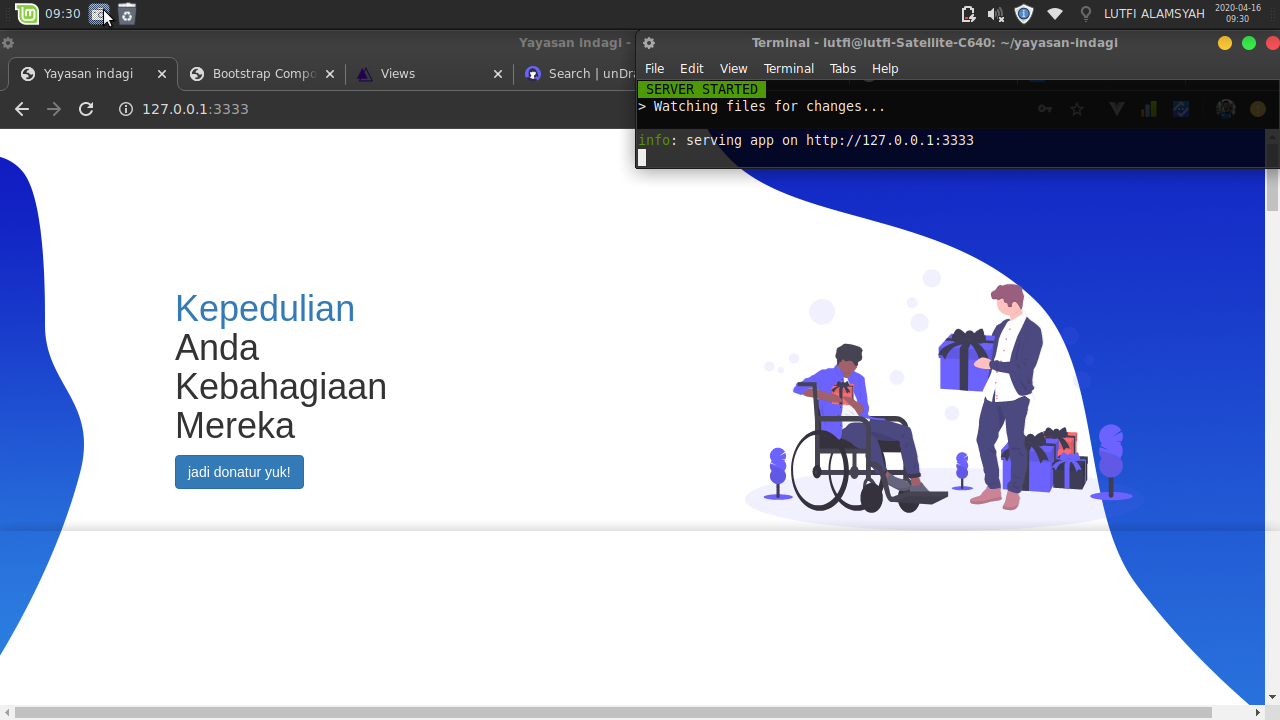 09:30
LUTFI ALAMSYAH
2020-04-16
09:30
Yayasan indagi -
Terminal - lutfi@lutfi-Satellite-C640: ~/yayasan-indagi
Yayasan indagi
Bootstrap Compo
Views
Search | unDra
File Edit View Terminal Tabs Help
127.0.0.1:3333
SERVER STARTED
> Watching files for changes...
info: serving app on http://127.0.0.1:3333
Kepedulian
Anda
Kebahagiaan
Mereka
jadi donatur yuk!